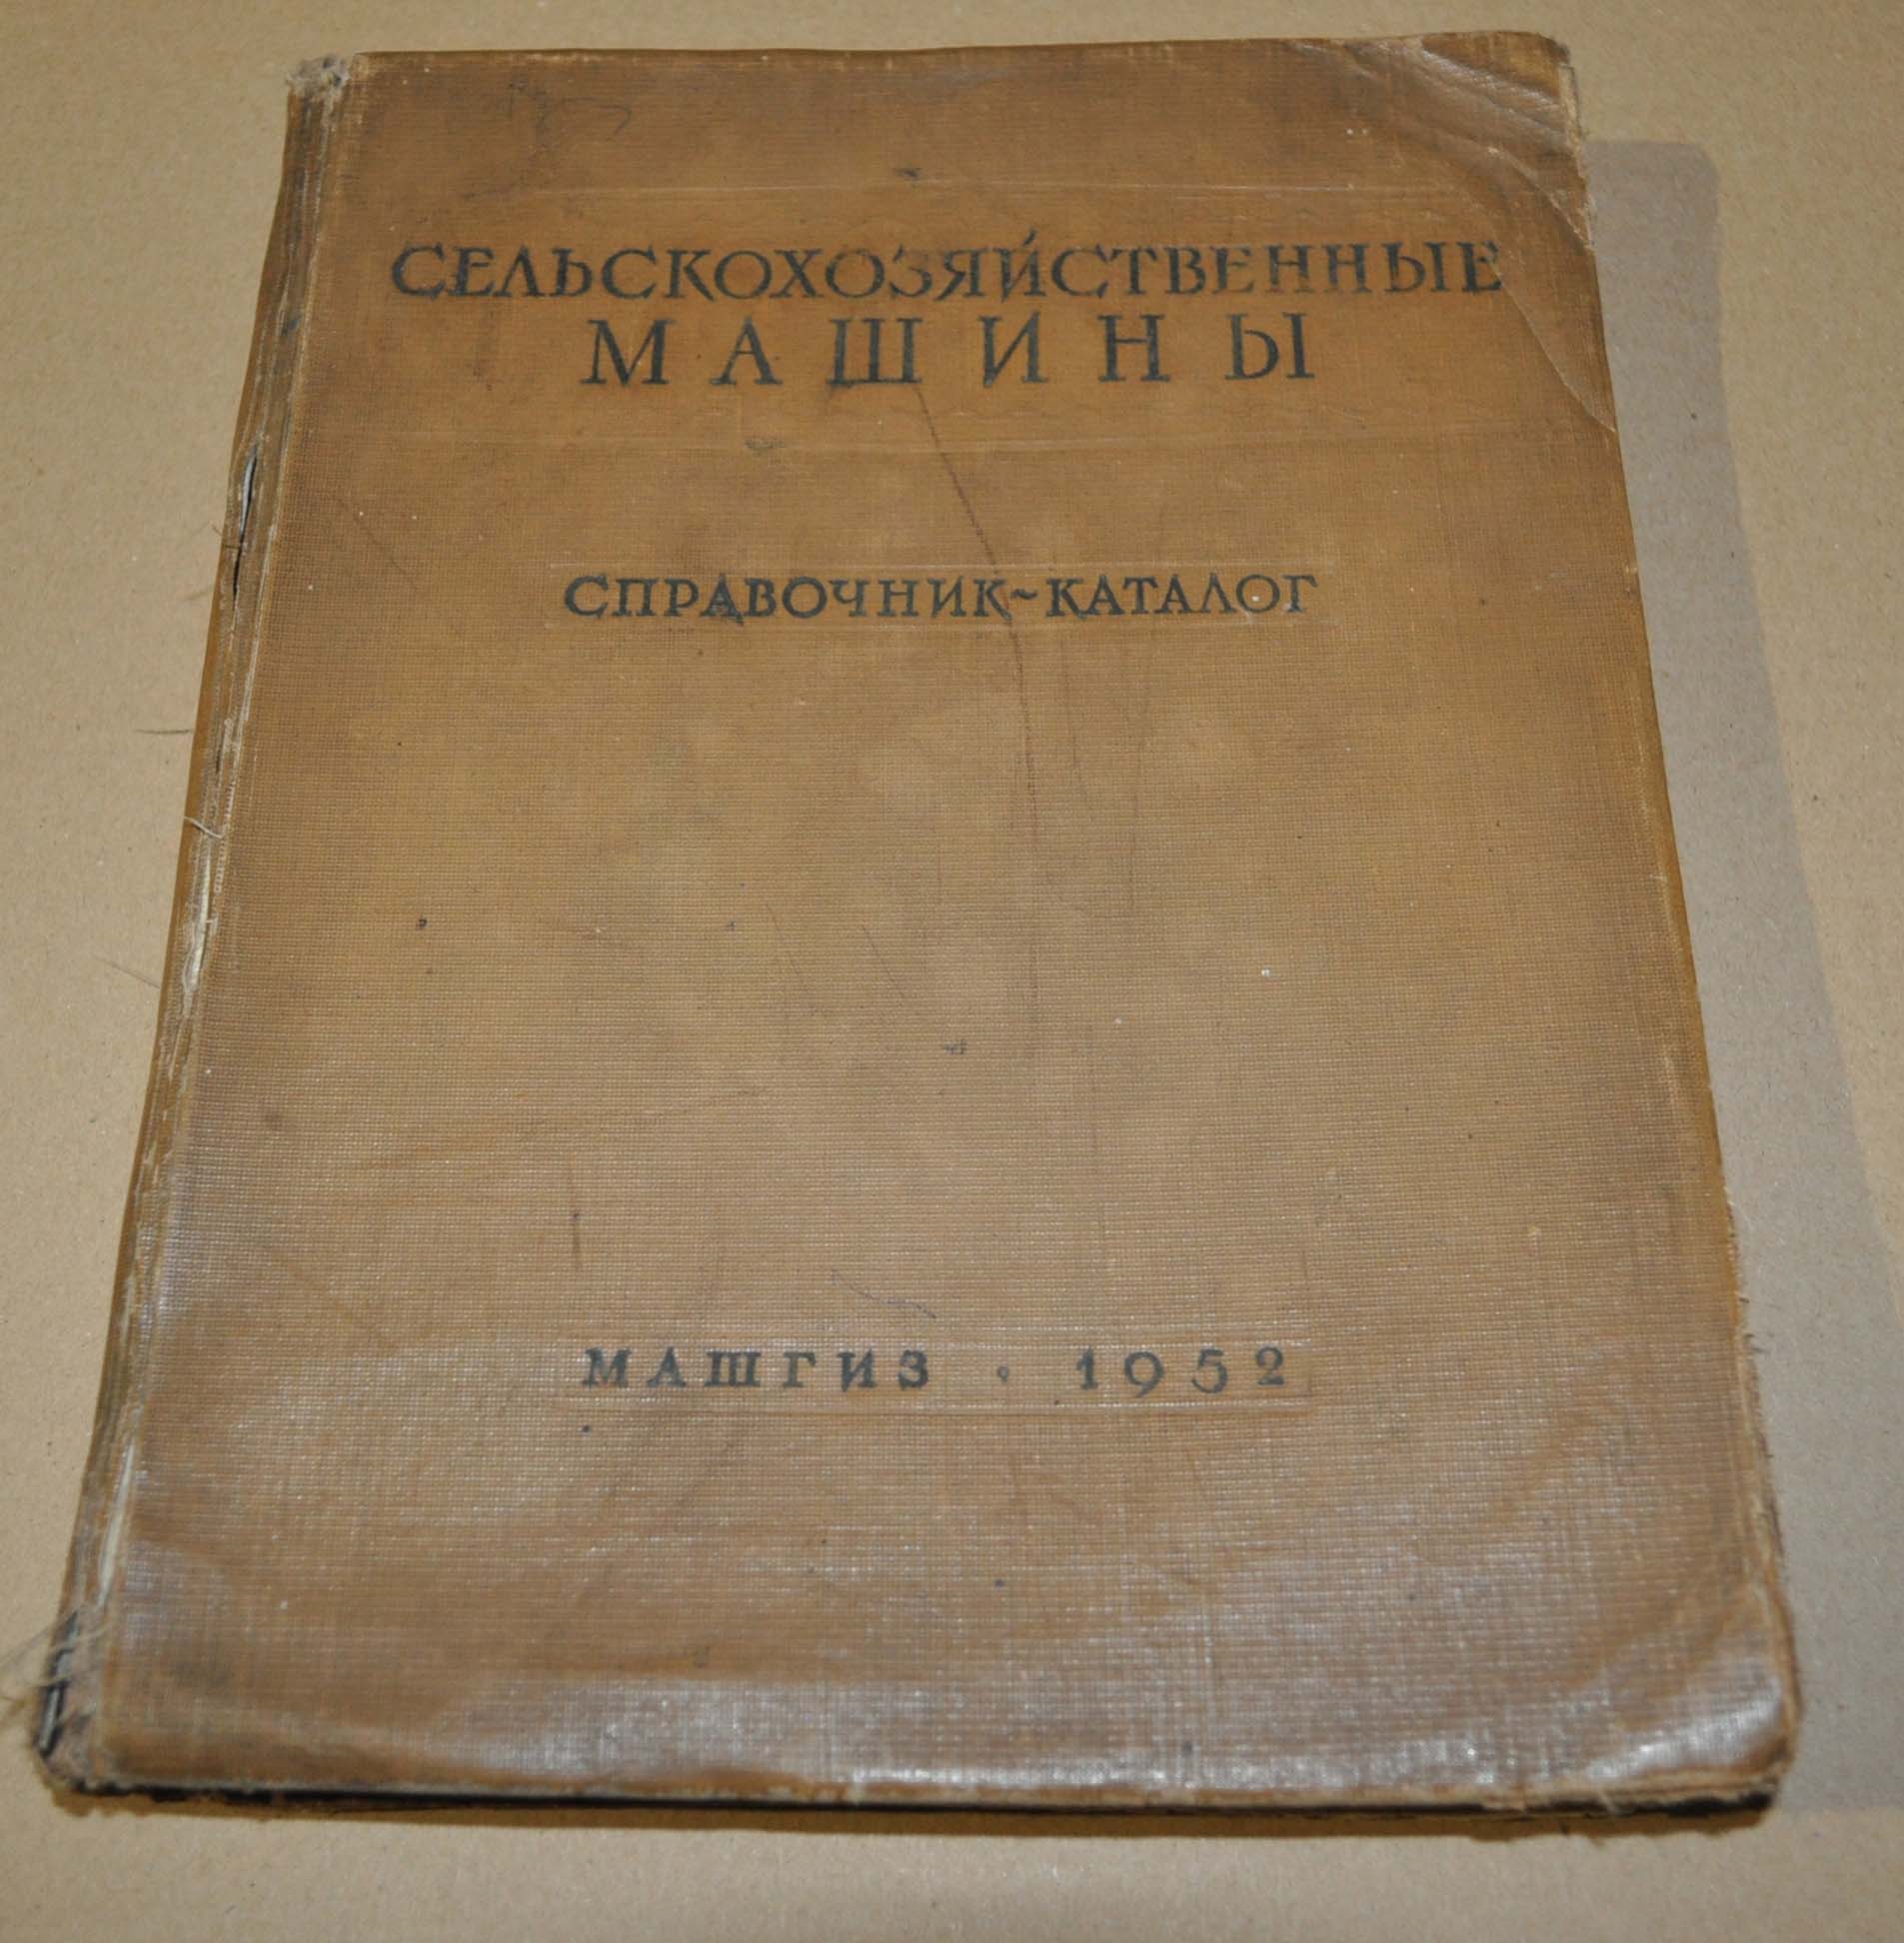 СЕЛЬСКОХОЗЯЙСТВЕННЫЕ
МАШИНЫ
СПРАВОЧНИК~КАТАЛОГ
МАШГИЗ · 1952